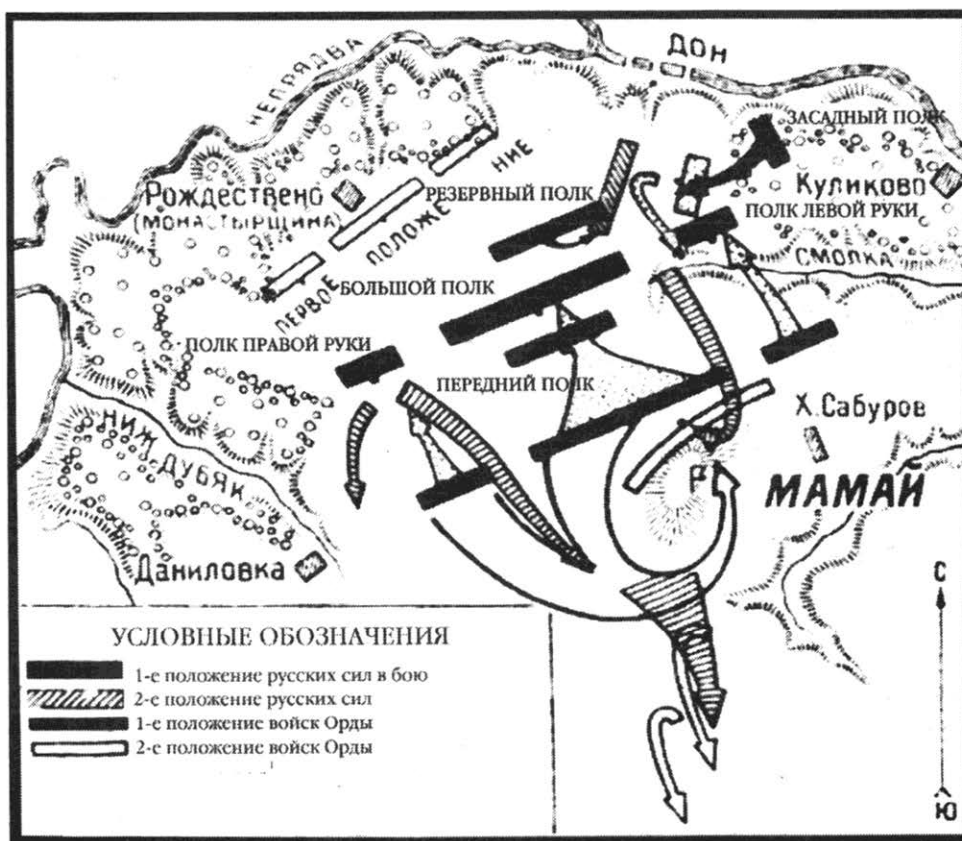 НЕПРЯДВА
ДОН
ЗАСАДНЫЙ ПОЛК
Рождествено
(МОНАСТЫРЩИНА)
РЕЗЕРВНЫЙ ПОЛК
Куликово
ПОЛК ЛЕВОЙ РУКИ
СМОЛКА
ПЕРВОЕ ПОЛОЖЕНИЕ
БОЛЬШОЙ ПОЛК
ПОЛК ПРАВОЙ РУКИ
ПЕРЕДНИЙ ПОЛК
Х. Сабуров
МАМАЙ
НИЖ. ДУБЯК
Даниловка
С
Ю
УСЛОВНЫЕ ОБОЗНАЧЕНИЯ
1-е положение русских сил в бою
2-е положение русских сил
1-е положение войск Орды
2-е положение войск Орды